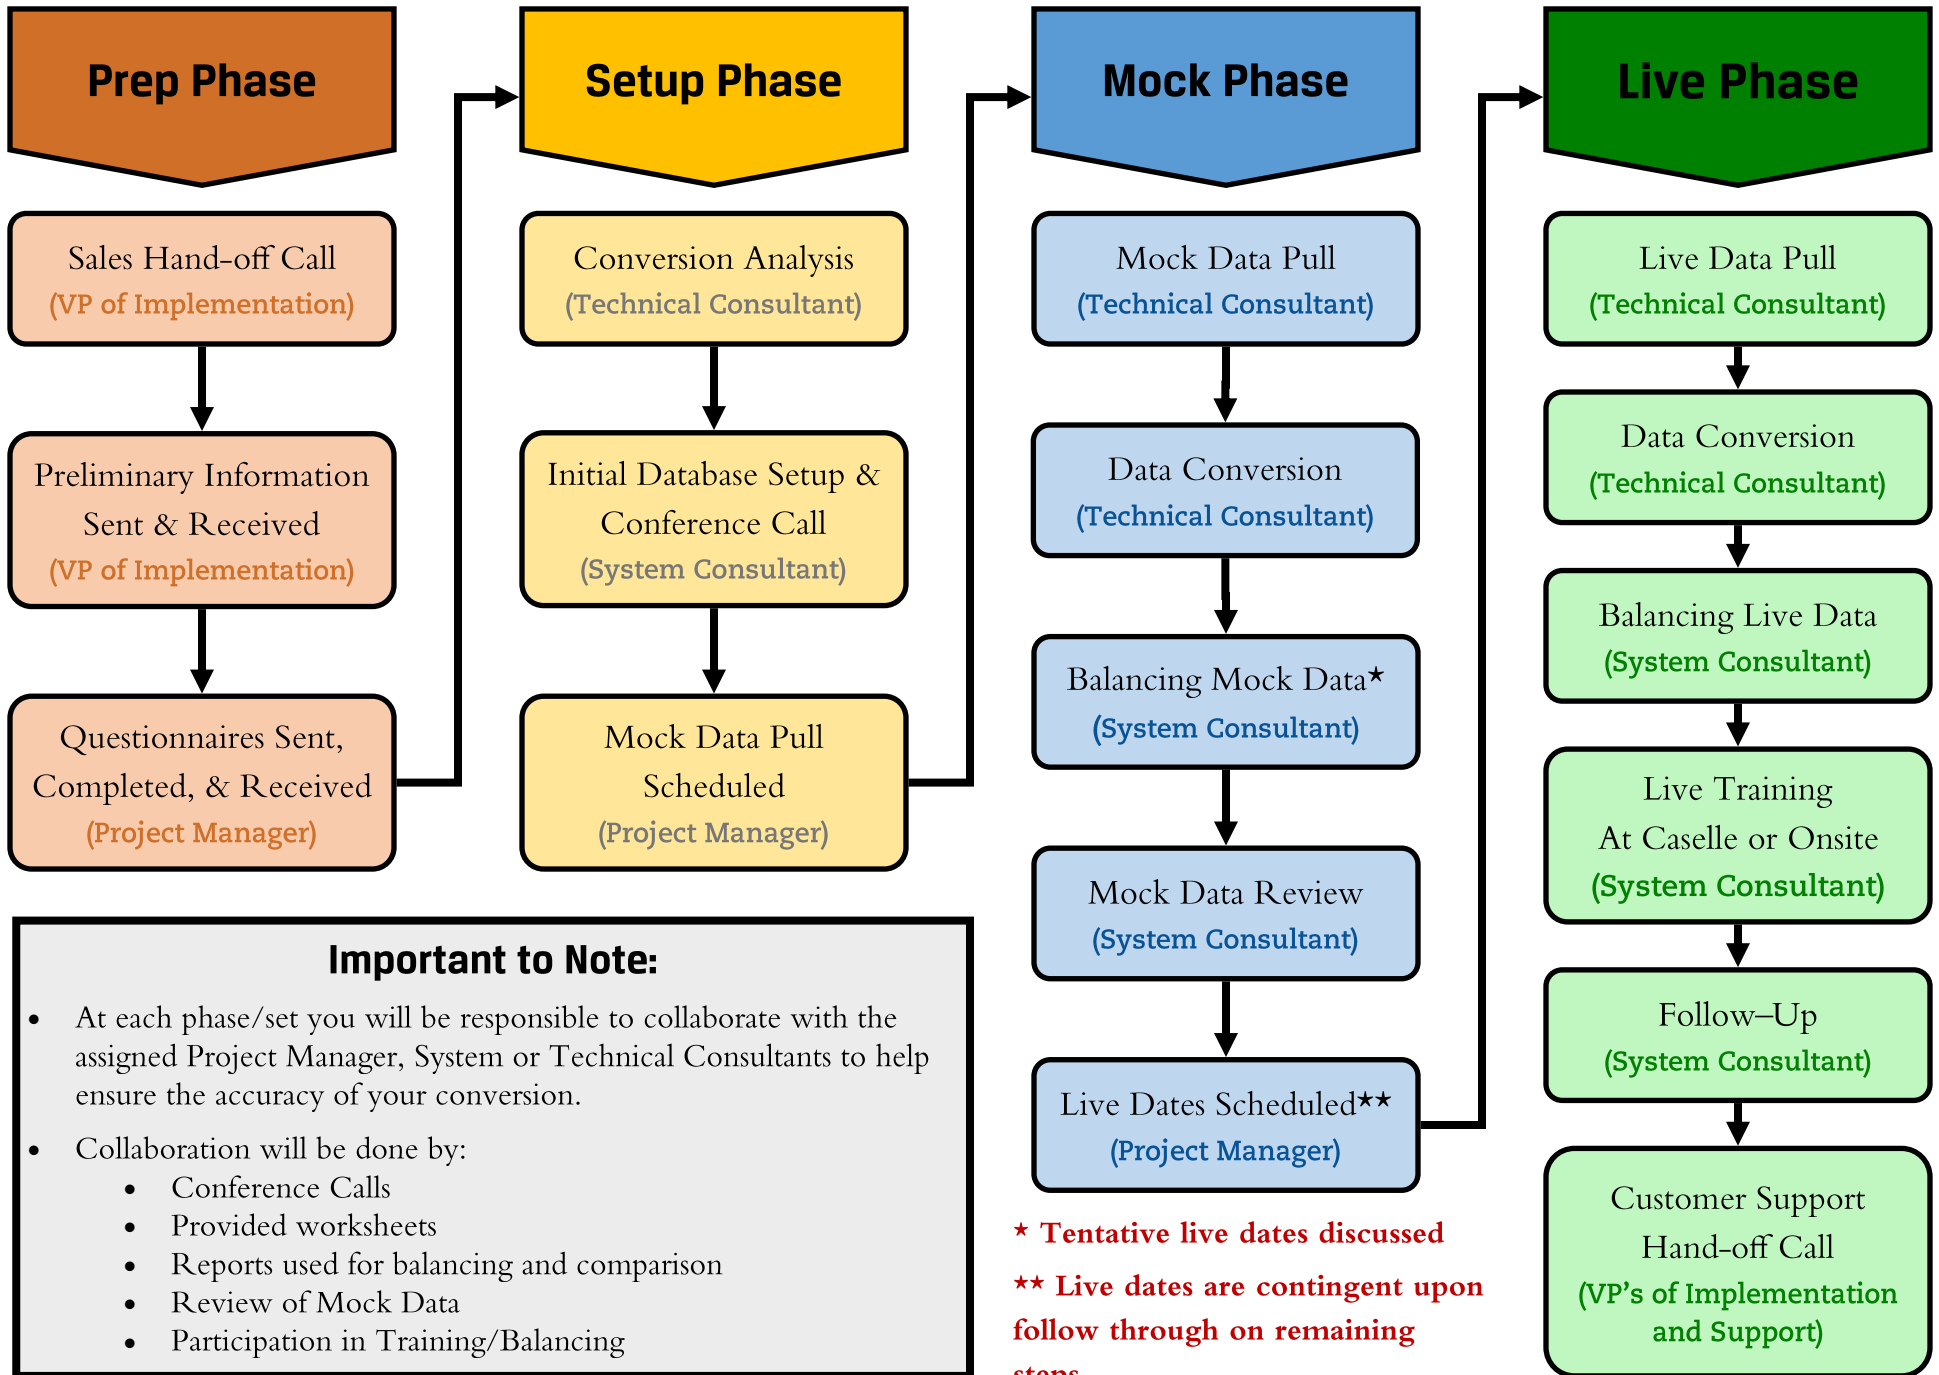 Prep Phase
Sales Hand-off Call
(VP of Implementation)
Preliminary Information
Sent & Received
(VP of Implementation)
Questionnaires Sent,
Completed, & Received
(Project Manager)
Setup Phase
Conversion Analysis
(Technical Consultant)
Initial Database Setup &
Conference Call
(System Consultant)
Mock Data Pull
Scheduled
(Project Manager)
Mock Phase
Mock Data Pull
(Technical Consultant)
Data Conversion
(Technical Consultant)
Balancing Mock Data★
(System Consultant)
Mock Data Review
(System Consultant)
Live Dates Scheduled★★
(Project Manager)
★ Tentative live dates discussed
★★ Live dates are contingent upon
follow through on remaining
steps
Live Phase
Live Data Pull
(Technical Consultant)
Data Conversion
(Technical Consultant)
Balancing Live Data
(System Consultant)
Live Training
At Caselle or Onsite
(System Consultant)
Follow–Up
(System Consultant)
Customer Support
Hand-off Call
(VP's of Implementation
and Support)
Important to Note:
• At each phase/set you will be responsible to collaborate with the
assigned Project Manager, System or Technical Consultants to help
ensure the accuracy of your conversion.
• Collaboration will be done by:
• Conference Calls
• Provided worksheets
• Reports used for balancing and comparison
• Review of Mock Data
• Participation in Training/Balancing